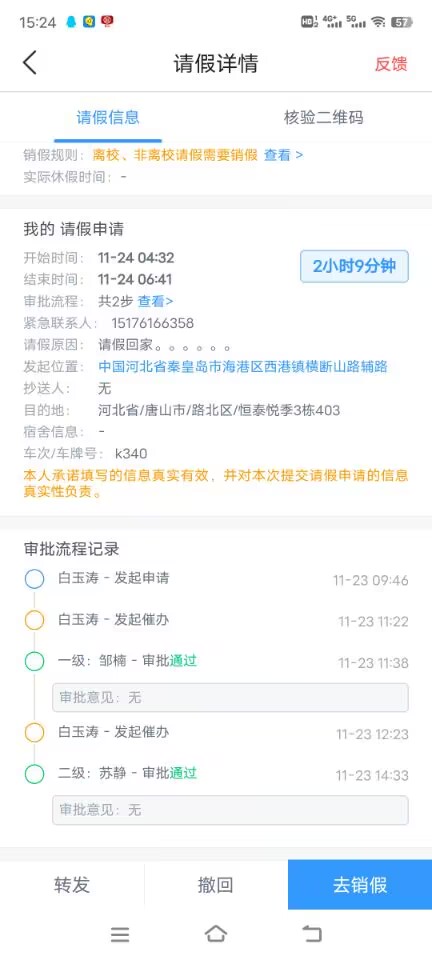 15:24
HD 1 2 4G+ 5G 57
请假详情
反馈
请假信息
核验二维码
销假规则：离校、非离校请假需要销假 查看 >
实际休假时间：-
我的 请假申请
开始时间：11-24 04:32
2小时9分钟
结束时间：11-24 06:41
审批流程：共2步 查看>
紧急联系人：15176166358
请假原因：请假回家。。。。。。
发起位置：中国河北省秦皇岛市海港区西港镇横断山路辅路
抄送人：无
目的地：河北省/唐山市/路北区/恒泰悦季3栋403
宿舍信息：-
车次/车牌号：k340
本人承诺填写的信息真实有效，并对本次提交请假申请的信息
真实性负责。
审批流程记录
白玉涛 - 发起申请 11-23 09:46
白玉涛 - 发起催办 11-23 11:22
一级：邹楠 - 审批通过 11-23 11:38
审批意见：无
白玉涛 - 发起催办 11-23 12:23
二级：苏静 - 审批通过 11-23 14:33
审批意见：无
转发
撤回
去销假